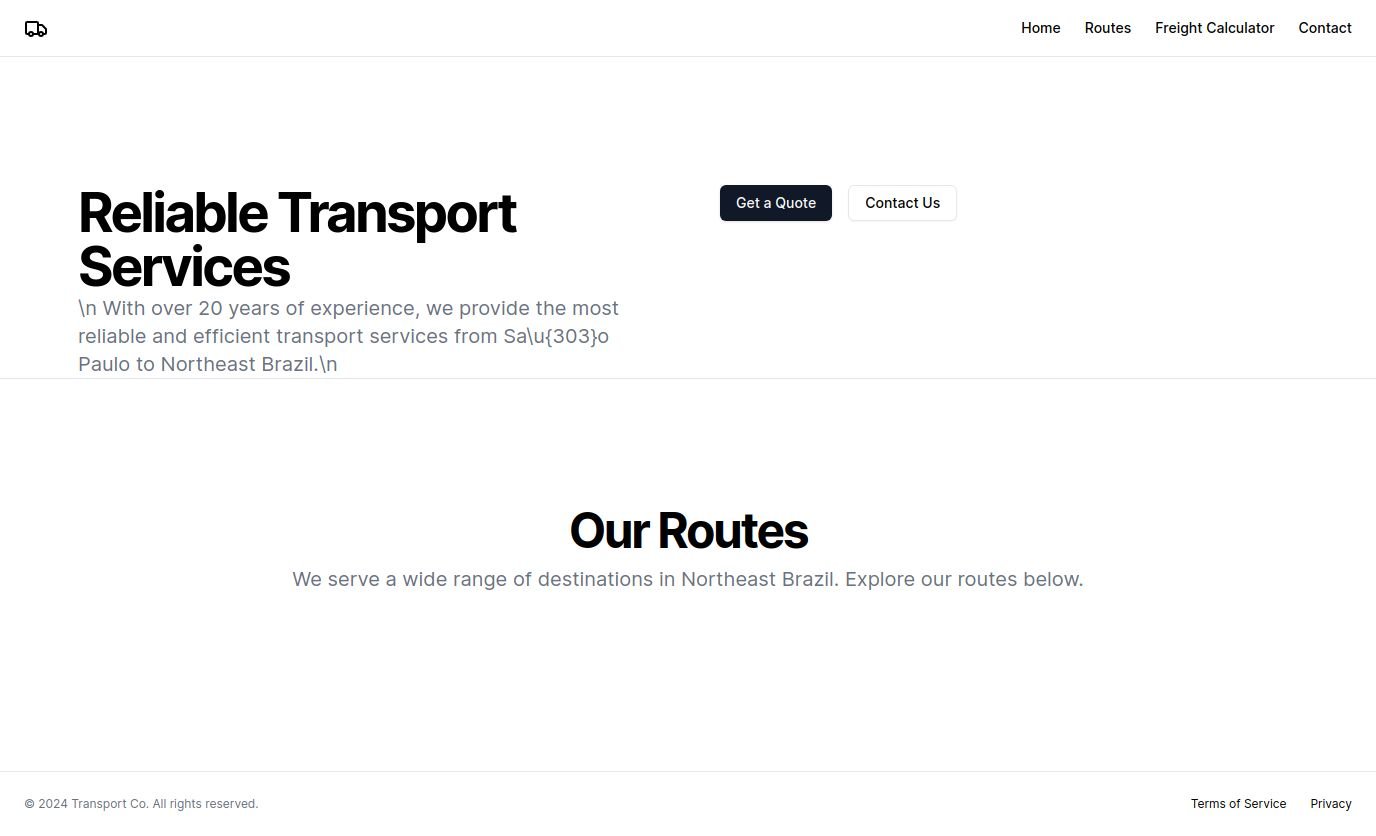 Home Routes Freight Calculator Contact
Reliable Transport
Services
\n With over 20 years of experience, we provide the most
reliable and efficient transport services from Sa\u{303}o
Paulo to Northeast Brazil.\n
Get a Quote Contact Us
Our Routes
We serve a wide range of destinations in Northeast Brazil. Explore our routes below.
© 2024 Transport Co. All rights reserved. Terms of Service Privacy